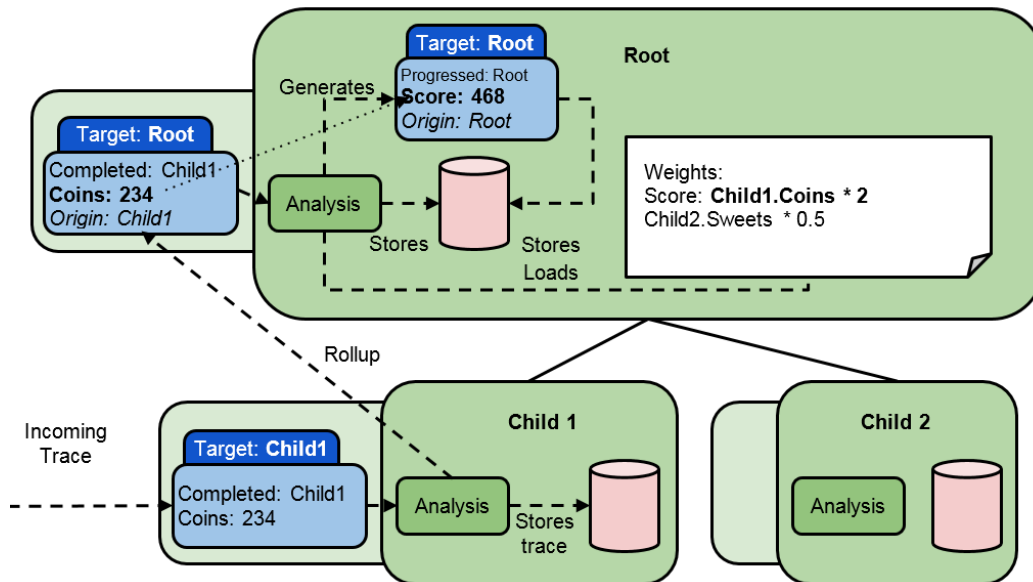 Target: Root
Progressed: Root
Score: 468
Origin: Root
Root
Generates
Target: Root
Completed: Child1
Coins: 234
Origin: Child1
Analysis
Stores
Stores
Loads
Weights:
Score: Child1.Coins * 2
Child2.Sweets * 0.5
Rollup
Incoming
Trace
Target: Child1
Completed: Child1
Coins: 234
Child 1
Analysis
Stores
trace
Child 2
Analysis